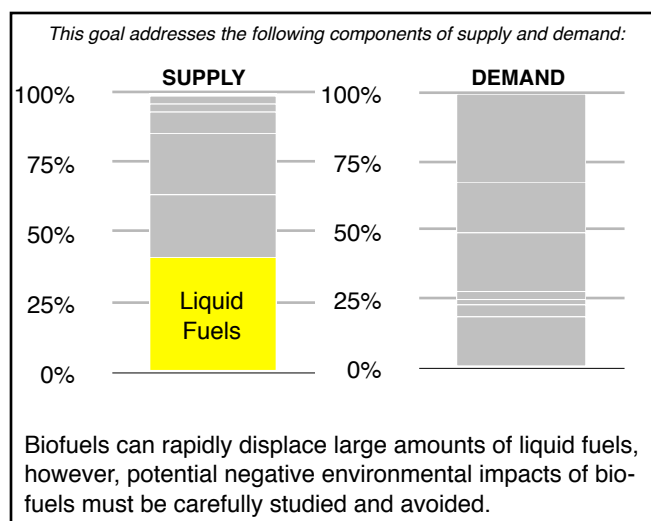 This goal addresses the following components of supply and demand:
SUPPLY
DEMAND
100%
75%
50%
25%
0%
Liquid
Fuels
100%
75%
50%
25%
0%
Biofuels can rapidly displace large amounts of liquid fuels,
however, potential negative environmental impacts of bio-
fuels must be carefully studied and avoided.